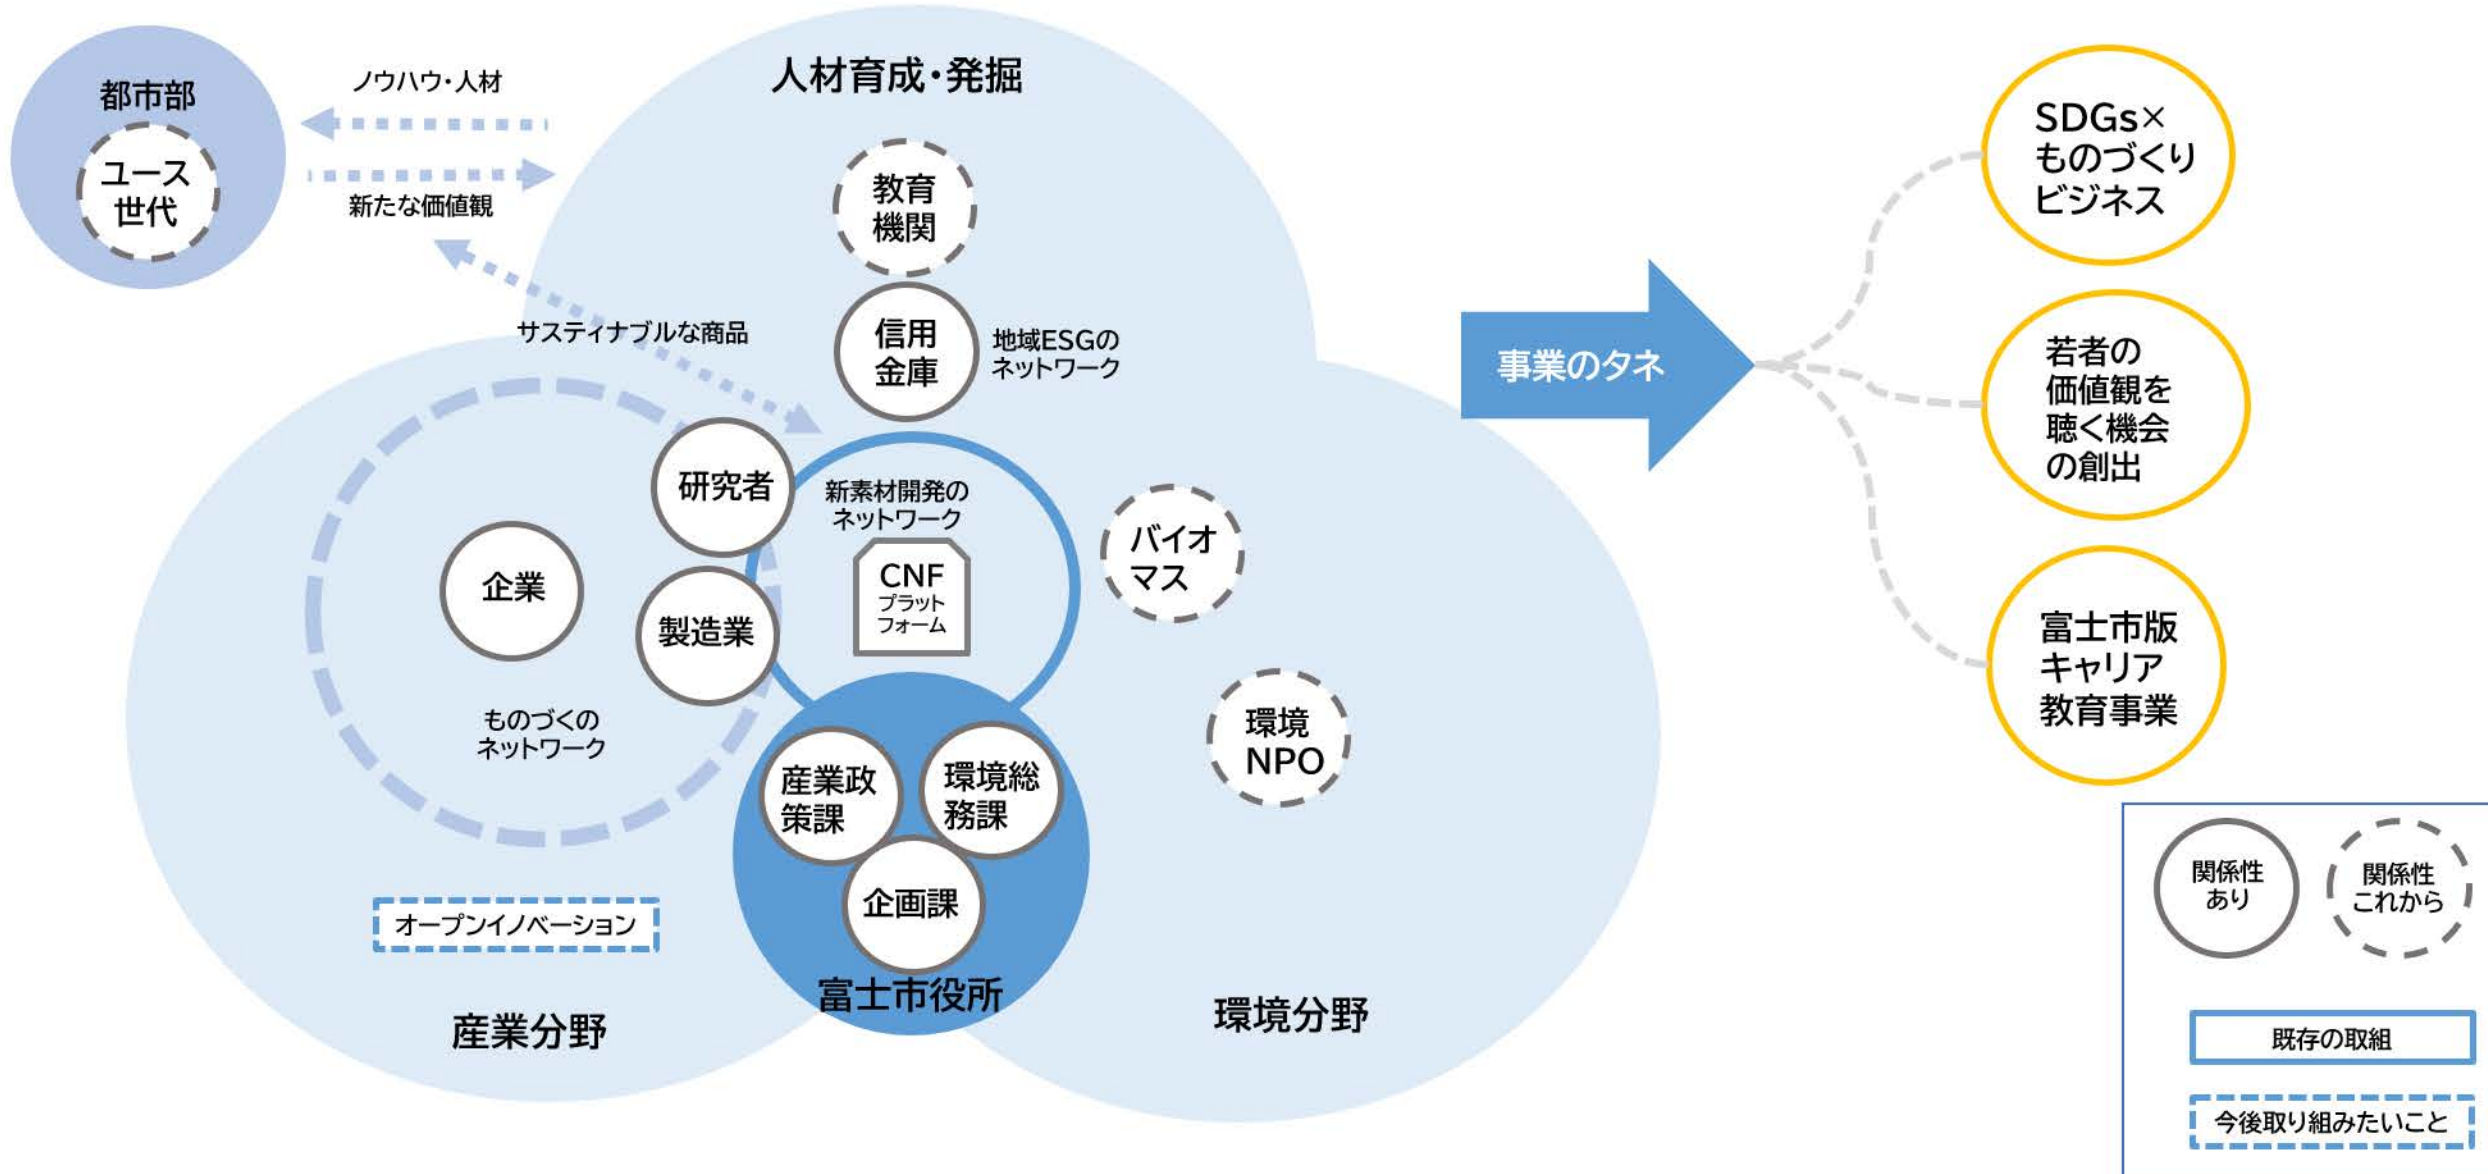 都市部
ユース
世代
ノウハウ・人材
新たな価値観
サスティナブルな商品
人材育成・発掘
教育
機関
信用
金庫
地域ESGの
ネットワーク
研究者
企業
製造業
ものづくの
ネットワーク
新素材開発の
ネットワーク
CNF
プラット
フォーム
バイオ
マス
環境
NPO
産業政
策課
環境総
務課
企画課
富士市役所
オープンイノベーション
産業分野
環境分野
事業のタネ
SDGs×
ものづくり
ビジネス
若者の
価値観を
聴く機会
の創出
富士市版
キャリア
教育事業
関係性
あり
関係性
これから
既存の取組
今後取り組みたいこと